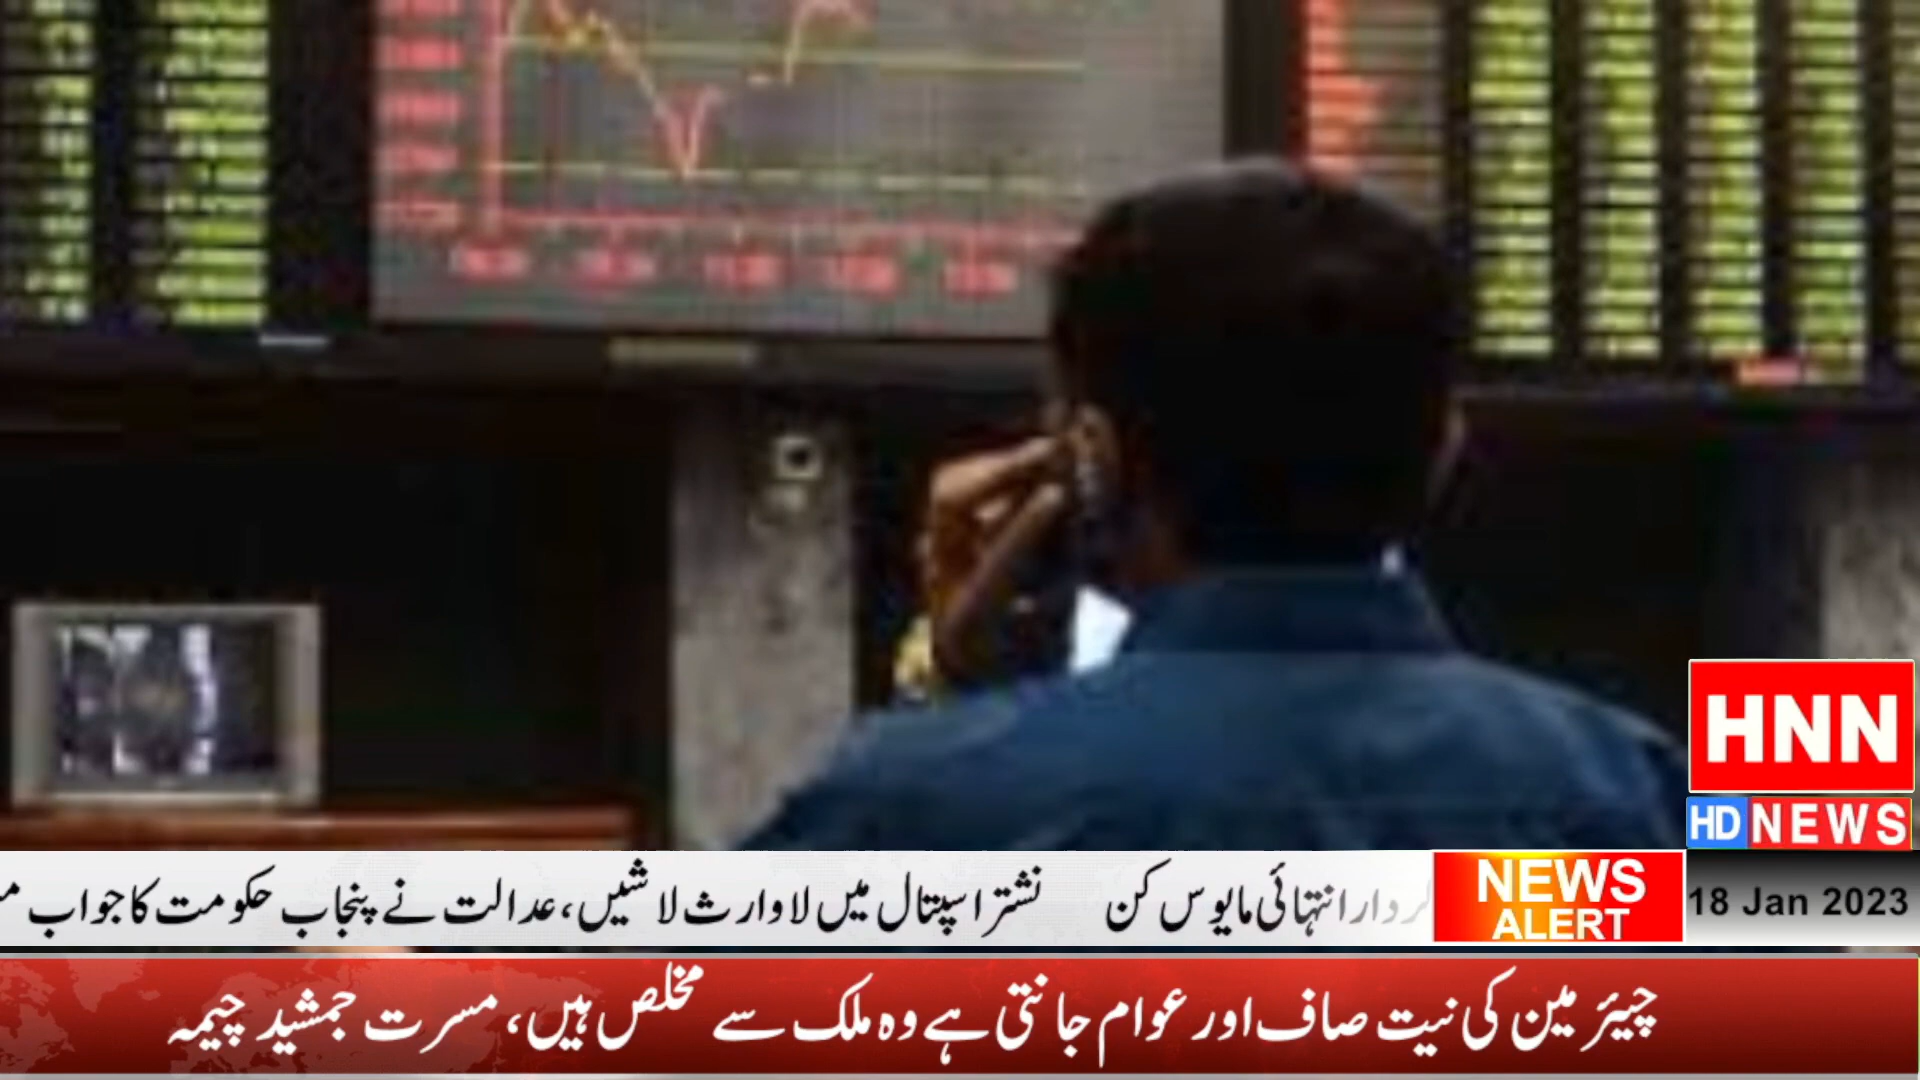 HNN
HD NEWS
کردار انتہائی مایوس کن نشتر اسپتال میں لاوارث لاشیں، عدالت نے پنجاب حکومت کا جواب
NEWS
ALERT
18 Jan 2023
چیئرمین کی نیت صاف اور عوام جانتی ہے وہ ملک سے مخلص ہیں، مسرت جمشید چیمہ